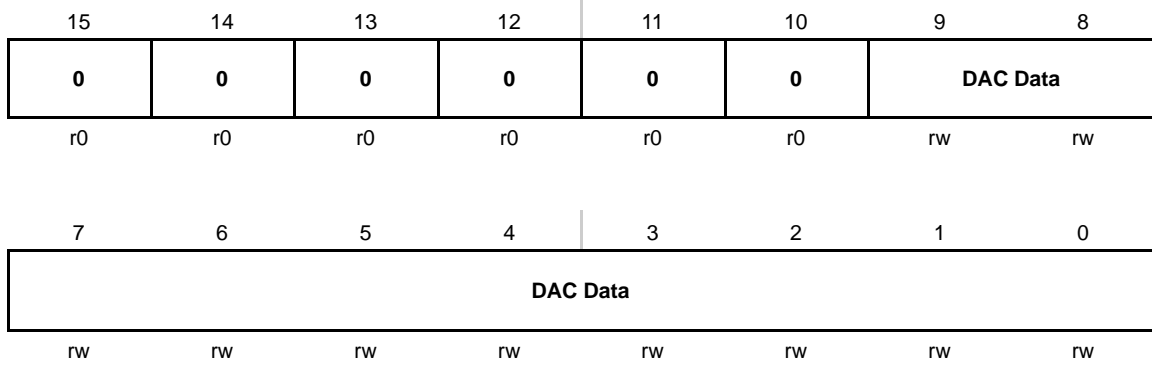 15 14 13 12 11 10 9 8
0 0 0 0 0 0 DAC Data
r0 r0 r0 r0 r0 r0 rw rw
7 6 5 4 3 2 1 0
DAC Data
rw rw rw rw rw rw rw rw